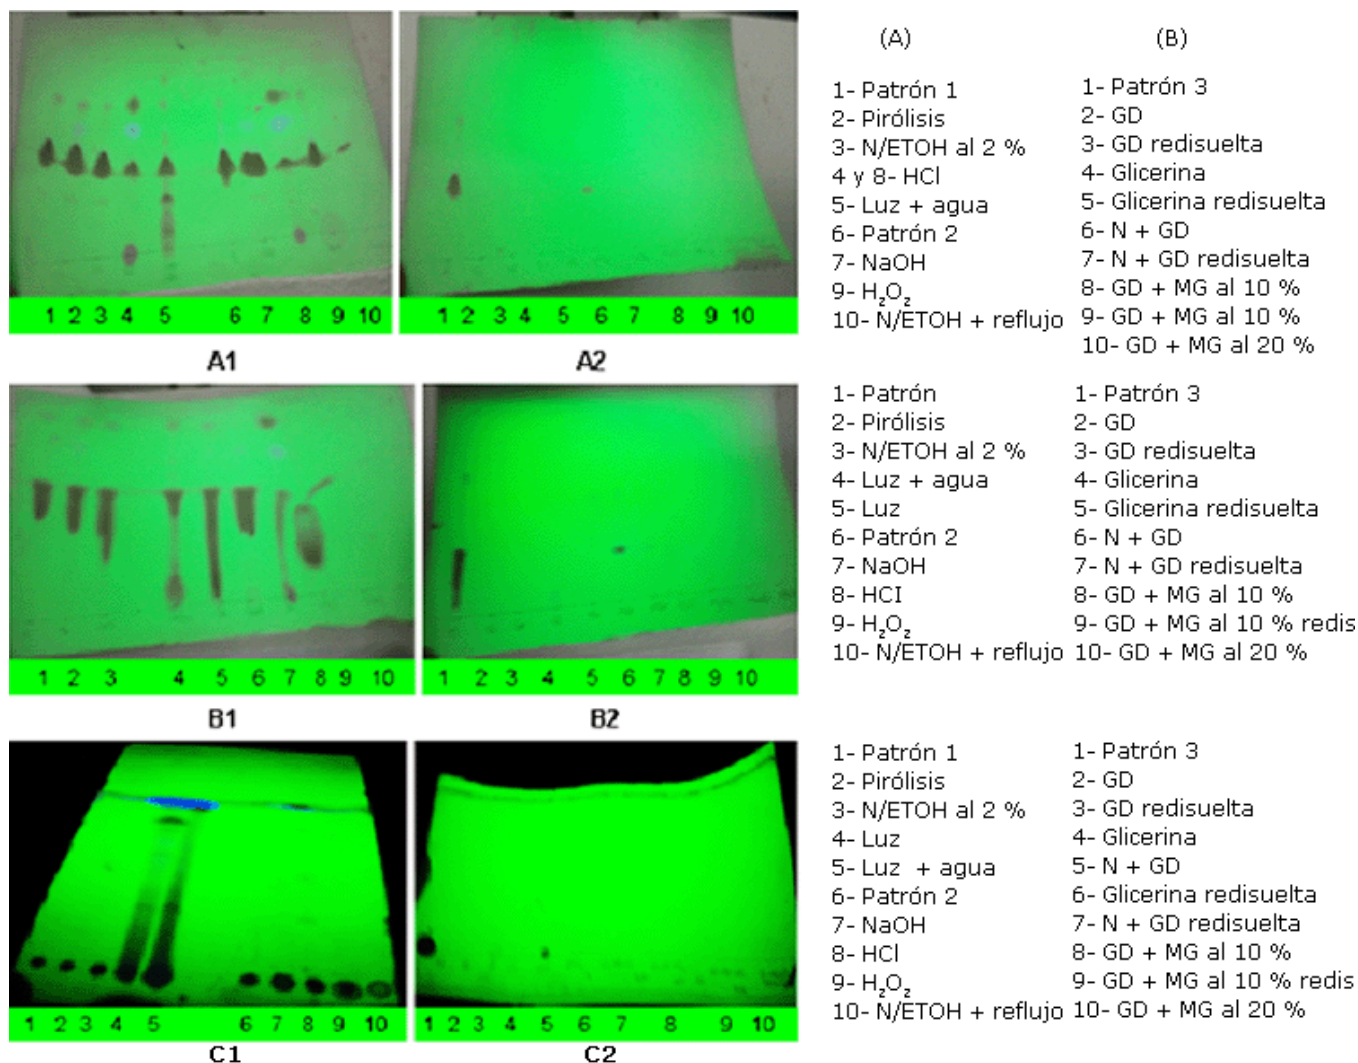 (A) (B)
1- Patrón 1
2- Pirólisis
3- N/ETOH al 2 %
4 y 8- HCl
5- Luz + agua
6- Patrón 2
7- NaOH
9- H₂O₂
10- N/ETOH + reflujo
1- Patrón 3
2- GD
3- GD redisuelta
4- Glicerina
5- Glicerina redisuelta
6- N + GD
7- N + GD redisuelta
8- GD + MG al 10 %
9- GD + MG al 10 %
10- GD + MG al 20 %
1 2 3 4 5 6 7 8 9 10
A1
1 2 3 4 5 6 7 8 9 10
A2
1- Patrón
2- Pirólisis
3- N/ETOH al 2 %
4- Luz + agua
5- Luz
6- Patrón 2
7- NaOH
8- HCI
9- H₂O₂
10- N/ETOH + reflujo
1- Patrón 3
2- GD
3- GD redisuelta
4- Glicerina
5- Glicerina redisuelta
6- N + GD
7- N + GD redisuelta
8- GD + MG al 10 %
9- GD + MG al 10 % redis
10- GD + MG al 20 %
1 2 3 4 5 6 7 8 9 10
B1
1 2 3 4 5 6 7 8 9 10
B2
1- Patrón 1
2- Pirólisis
3- N/ETOH al 2 %
4- Luz
5- Luz + agua
6- Patrón 2
7- NaOH
8- HCl
9- H₂O₂
10- N/ETOH + reflujo
1- Patrón 3
2- GD
3- GD redisuelta
4- Glicerina
5- N + GD
6- Glicerina redisuelta
7- N + GD redisuelta
8- GD + MG al 10 %
9- GD + MG al 10 % redis
10- GD + MG al 20 %
1 2 3 4 5 6 7 8 9 10
C1
1 2 3 4 5 6 7 8 9 10
C2